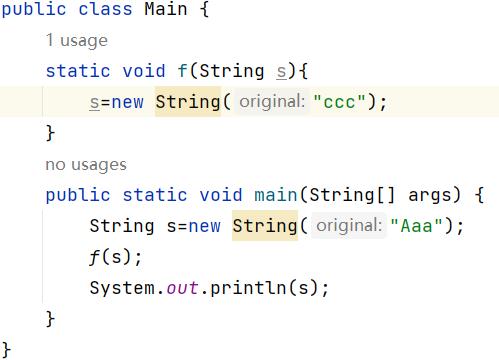 public class Main {
1 usage
static void f(String s){
s=new String( original: "ccc");
}
no usages
public static void main(String[] args) {
String s=new String( original: "Aaa");
f(s);
System.out.println(s);
}
}